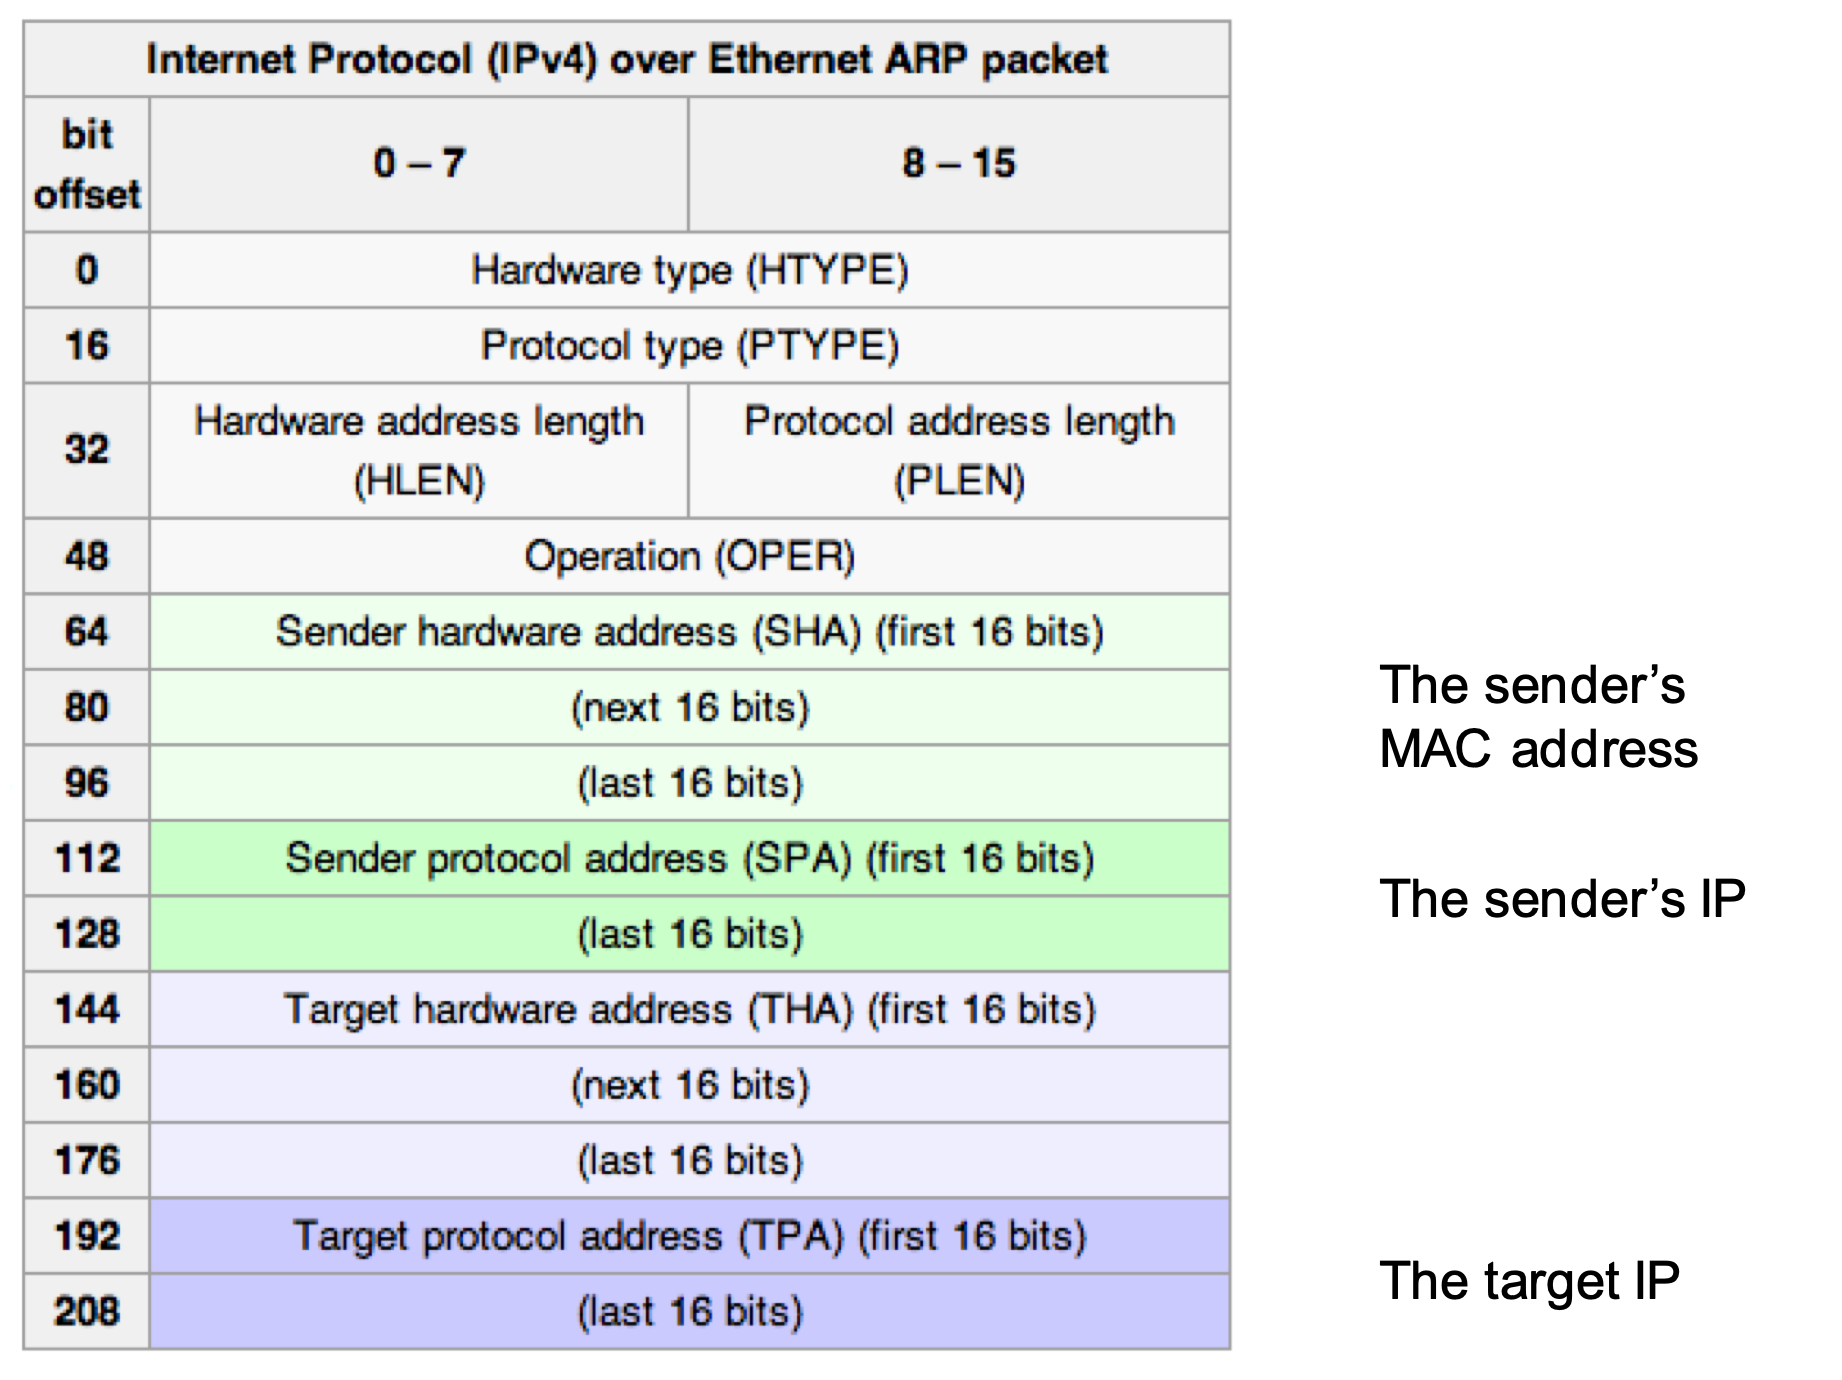 Internet Protocol (IPv4) over Ethernet ARP packet
bit
offset
0 – 7
8 – 15
0
Hardware type (HTYPE)
16
Protocol type (PTYPE)
32
Hardware address length
(HLEN)
Protocol address length
(PLEN)
48
Operation (OPER)
64
Sender hardware address (SHA) (first 16 bits)
80
(next 16 bits)
96
(last 16 bits)
The sender’s
MAC address
112
Sender protocol address (SPA) (first 16 bits)
128
(last 16 bits)
The sender’s IP
144
Target hardware address (THA) (first 16 bits)
160
(next 16 bits)
176
(last 16 bits)
192
Target protocol address (TPA) (first 16 bits)
208
(last 16 bits)
The target IP